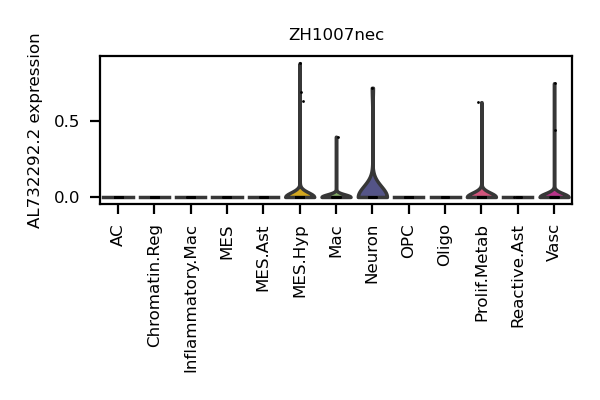 ZH1007nec
AL732292.2 expression
0.5
0.0
AC
Chromatin.Reg
Inflammatory.Mac
MES
MES.Ast
MES.Hyp
Mac
Neuron
OPC
Oligo
Prolif.Metab
Reactive.Ast
Vasc